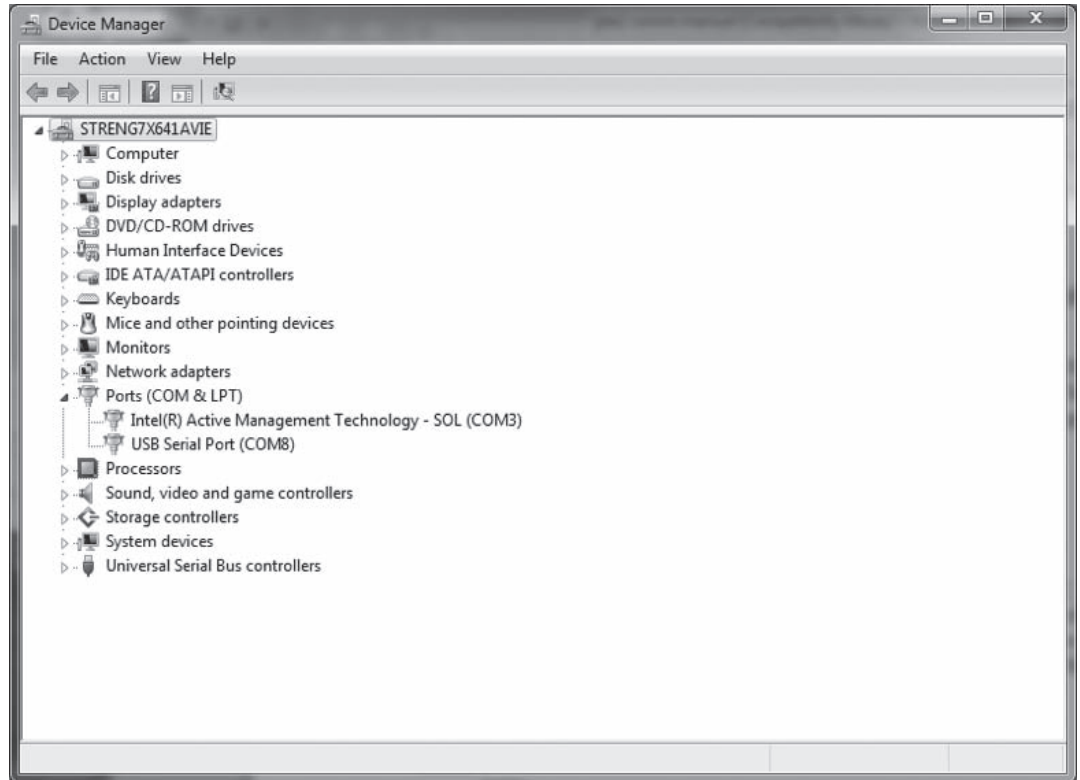 Device Manager
File Action View Help
STRENG7X641AVIE
Computer
Disk drives
Display adapters
DVD/CD-ROM drives
Human Interface Devices
IDE ATA/ATAPI controllers
Keyboards
Mice and other pointing devices
Monitors
Network adapters
Ports (COM & LPT)
Intel(R) Active Management Technology - SOL (COM3)
USB Serial Port (COM8)
Processors
Sound, video and game controllers
Storage controllers
System devices
Universal Serial Bus controllers